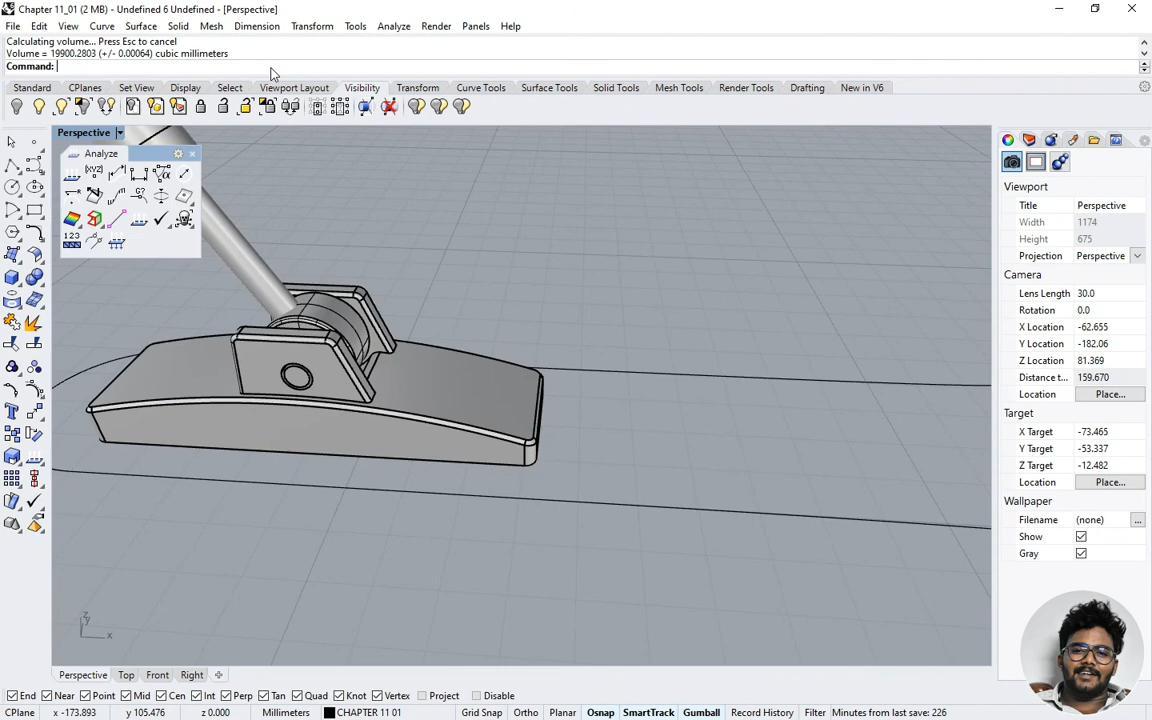 Chapter 11_01 (2 MB) - Undefined 6 Undefined - [Perspective]
File Edit View Curve Surface Solid Mesh Dimension Transform Tools Analyze Render Panels Help
Calculating volume... Press Esc to cancel
Volume = 19900.2803 (+/- 0.00064) cubic millimeters
Command:
Standard CPlanes Set View Display Select Viewport Layout Visibility Transform Curve Tools Surface Tools Solid Tools Mesh Tools Render Tools Drafting New in V6
Perspective
Analyze
(XYZ)
G?
123
Viewport
Title Perspective
Width 1174
Height 675
Projection Perspective
Camera
Lens Length 30.0
Rotation 0.0
X Location -62.655
Y Location -182.06
Z Location 81.369
Distance t... 159.670
Location Place...
Target
X Target -73.465
Y Target -53.337
Z Target -12.482
Location Place...
Wallpaper
Filename (none) ...
Show
Gray
z
y
x
Perspective Top Front Right
End Near Point Mid Cen Int Perp Tan Quad Knot Vertex Project Disable
CPlane x -173.893 y 105.476 z 0.000 Millimeters CHAPTER 11 01 Grid Snap Ortho Planar Osnap SmartTrack Gumball Record History Filter Minutes from last save: 226